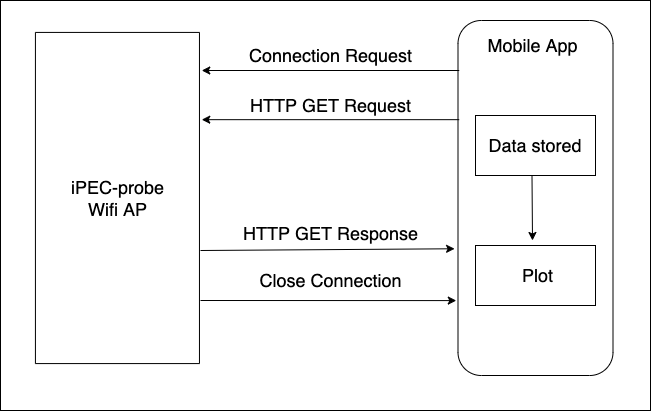 Connection Request
Mobile App
HTTP GET Request
Data stored
iPEC-probe
Wifi AP
HTTP GET Response
Plot
Close Connection